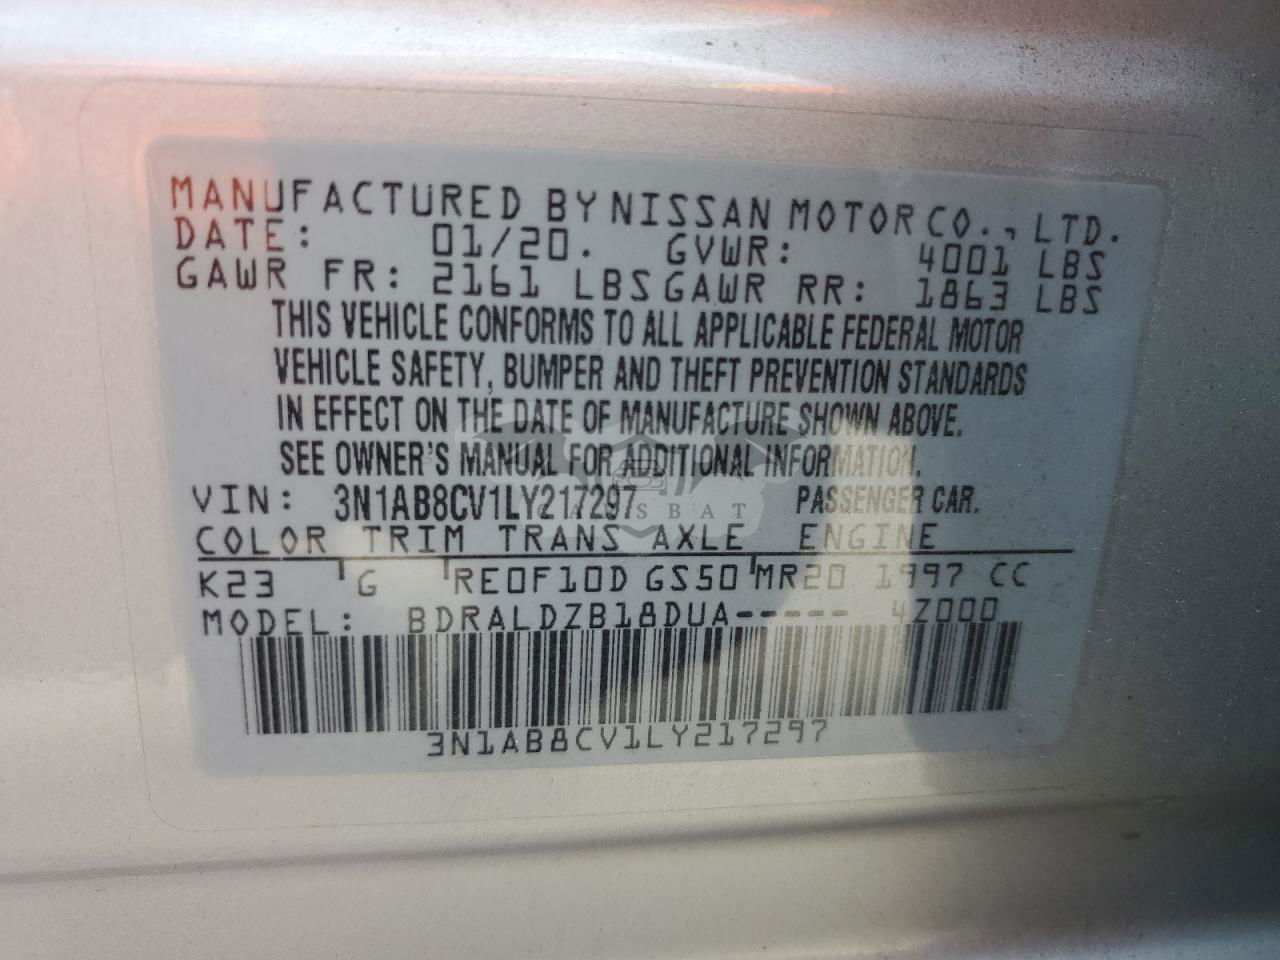 MANUFACTURED BY NISSAN MOTOR CO., LTD.
DATE: 01/20. GVWR: 4001 LBS
GAWR FR: 2161 LBS GAWR RR: 1863 LBS
THIS VEHICLE CONFORMS TO ALL APPLICABLE FEDERAL MOTOR
VEHICLE SAFETY, BUMPER AND THEFT PREVENTION STANDARDS
IN EFFECT ON THE DATE OF MANUFACTURE SHOWN ABOVE.
SEE OWNER'S MANUAL FOR ADDITIONAL INFORMATION.
VIN: 3N1AB8CV1LY217297 PASSENGER CAR.
CARSBAT
COLOR TRIM TRANS AXLE ENGINE
K23 G RE0F10D GS50 MR20 1997 CC
MODEL: BDRALDZB18DUA----- 4Z000
3N1AB8CV1LY217297